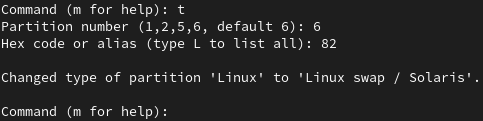 Command (m for help): t
Partition number (1,2,5,6, default 6): 6
Hex code or alias (type L to list all): 82
Changed type of partition 'Linux' to 'Linux swap / Solaris'.
Command (m for help):